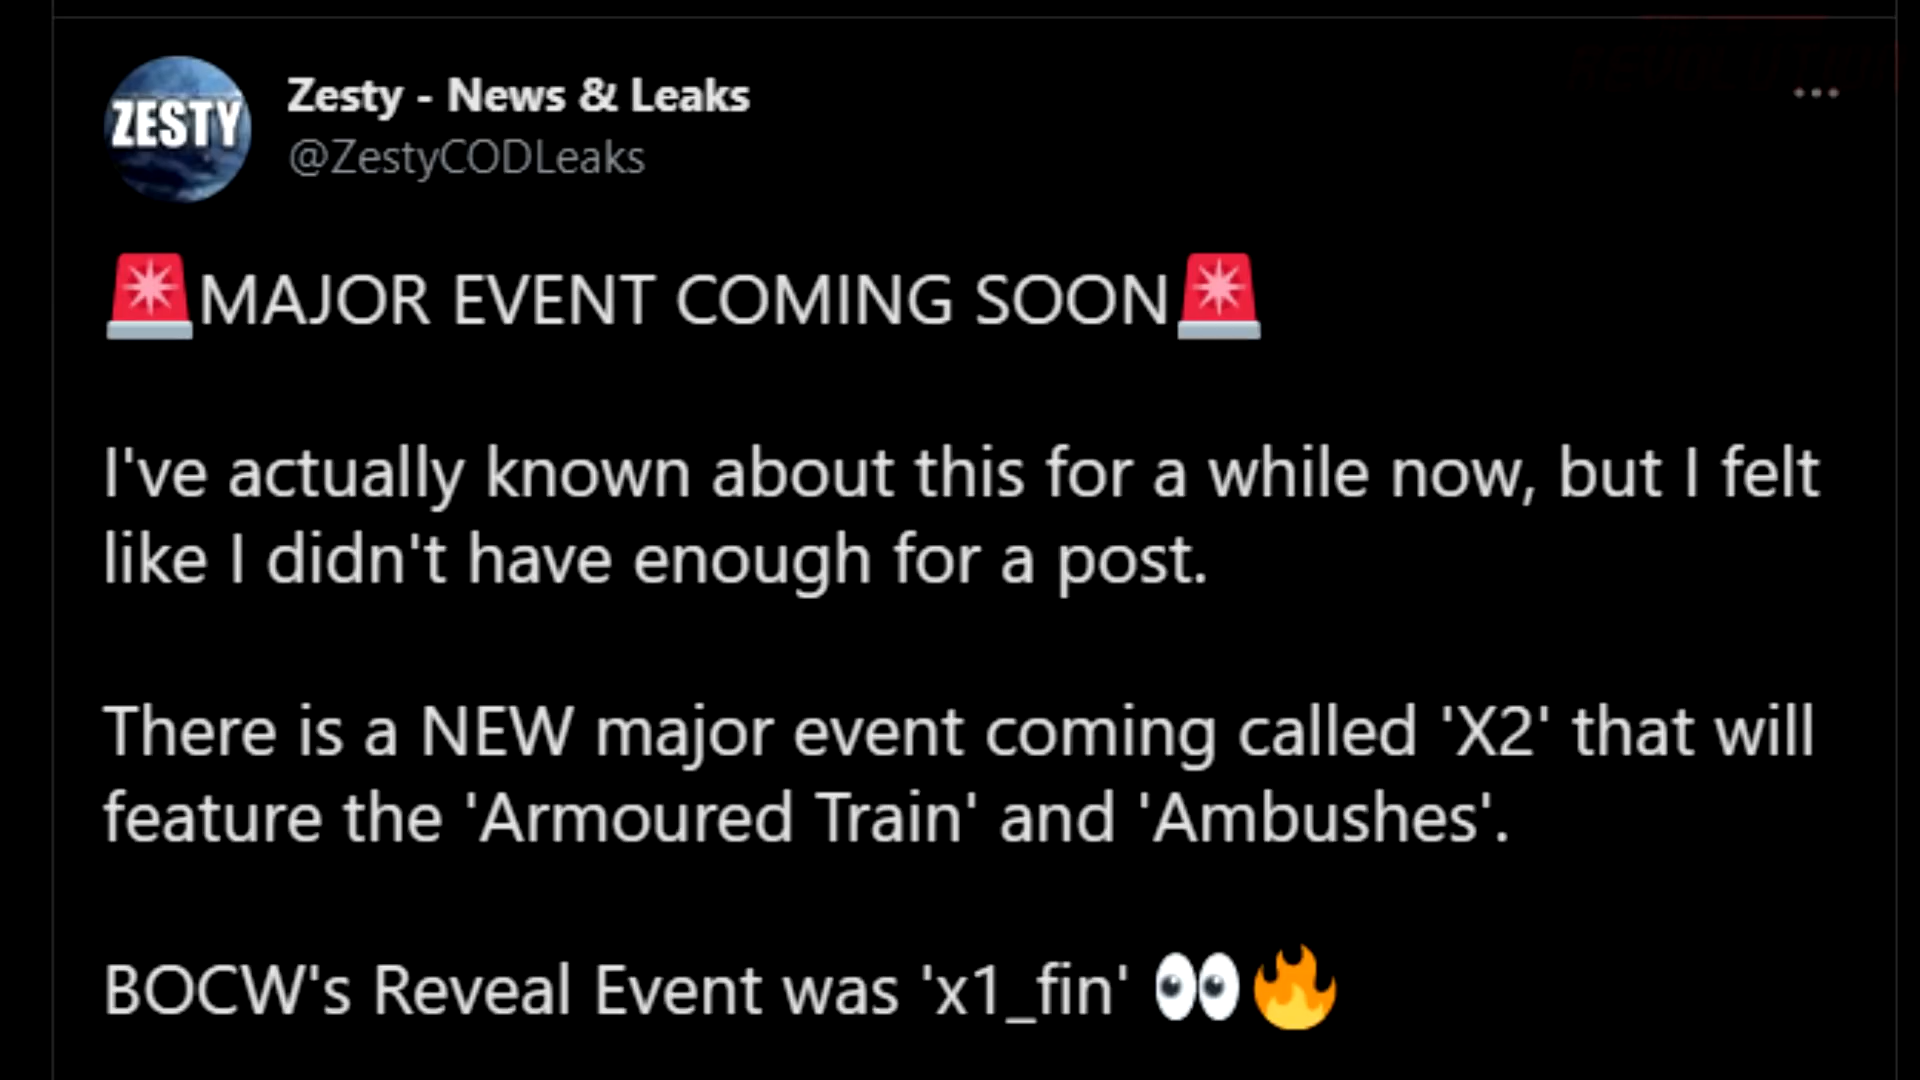 ZESTY
Zesty - News & Leaks
@ZestyCODLeaks
🚨MAJOR EVENT COMING SOON🚨
I've actually known about this for a while now, but I felt
like I didn't have enough for a post.
There is a NEW major event coming called 'X2' that will
feature the 'Armoured Train' and 'Ambushes'.
BOCW's Reveal Event was 'x1_fin' 👀🔥